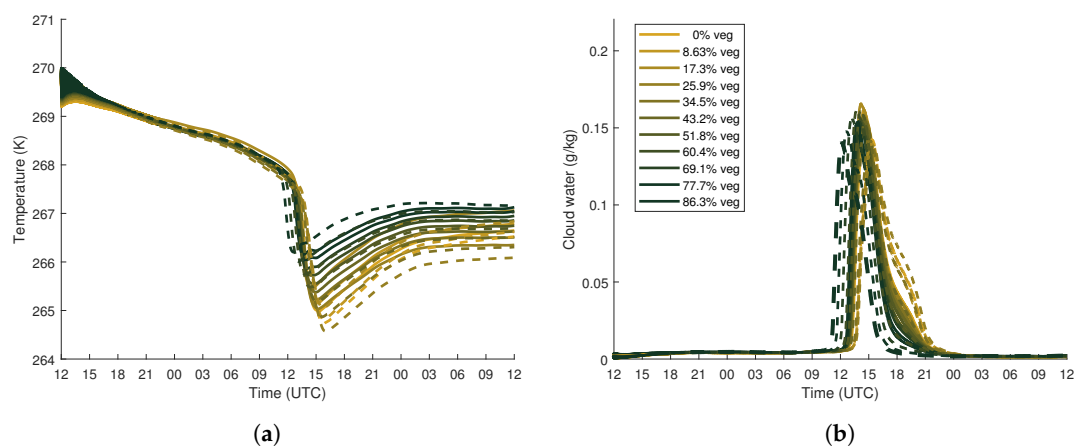 271
270
269
268
267
266
265
264
Temperature (K)
12 15 18 21 00 03 06 09 12 15 18 21 00 03 06 09 12
Time (UTC)
(a)
0.2
0.15
0.1
0.05
0
Cloud water (g/kg)
0% veg
8.63% veg
17.3% veg
25.9% veg
34.5% veg
43.2% veg
51.8% veg
60.4% veg
69.1% veg
77.7% veg
86.3% veg
12 15 18 21 00 03 06 09 12 15 18 21 00 03 06 09 12
Time (UTC)
(b)